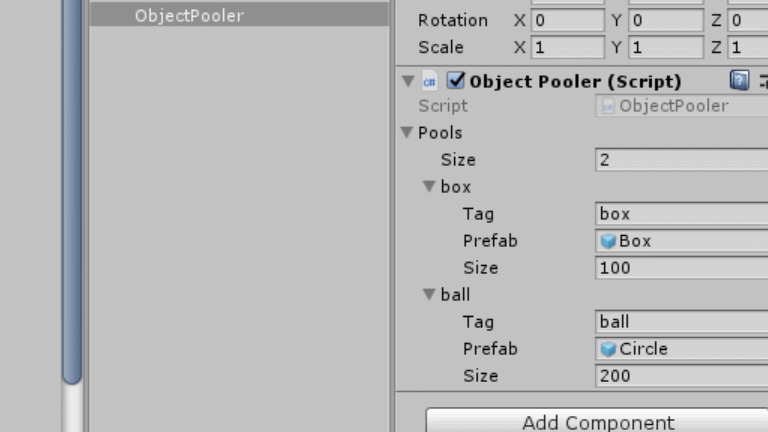 ObjectPooler
Rotation X 0 Y 0 Z 0
Scale X 1 Y 1 Z 1
c# Object Pooler (Script)
Script ObjectPooler
Pools
Size 2
box
Tag box
Prefab Box
Size 100
ball
Tag ball
Prefab Circle
Size 200
Add Component